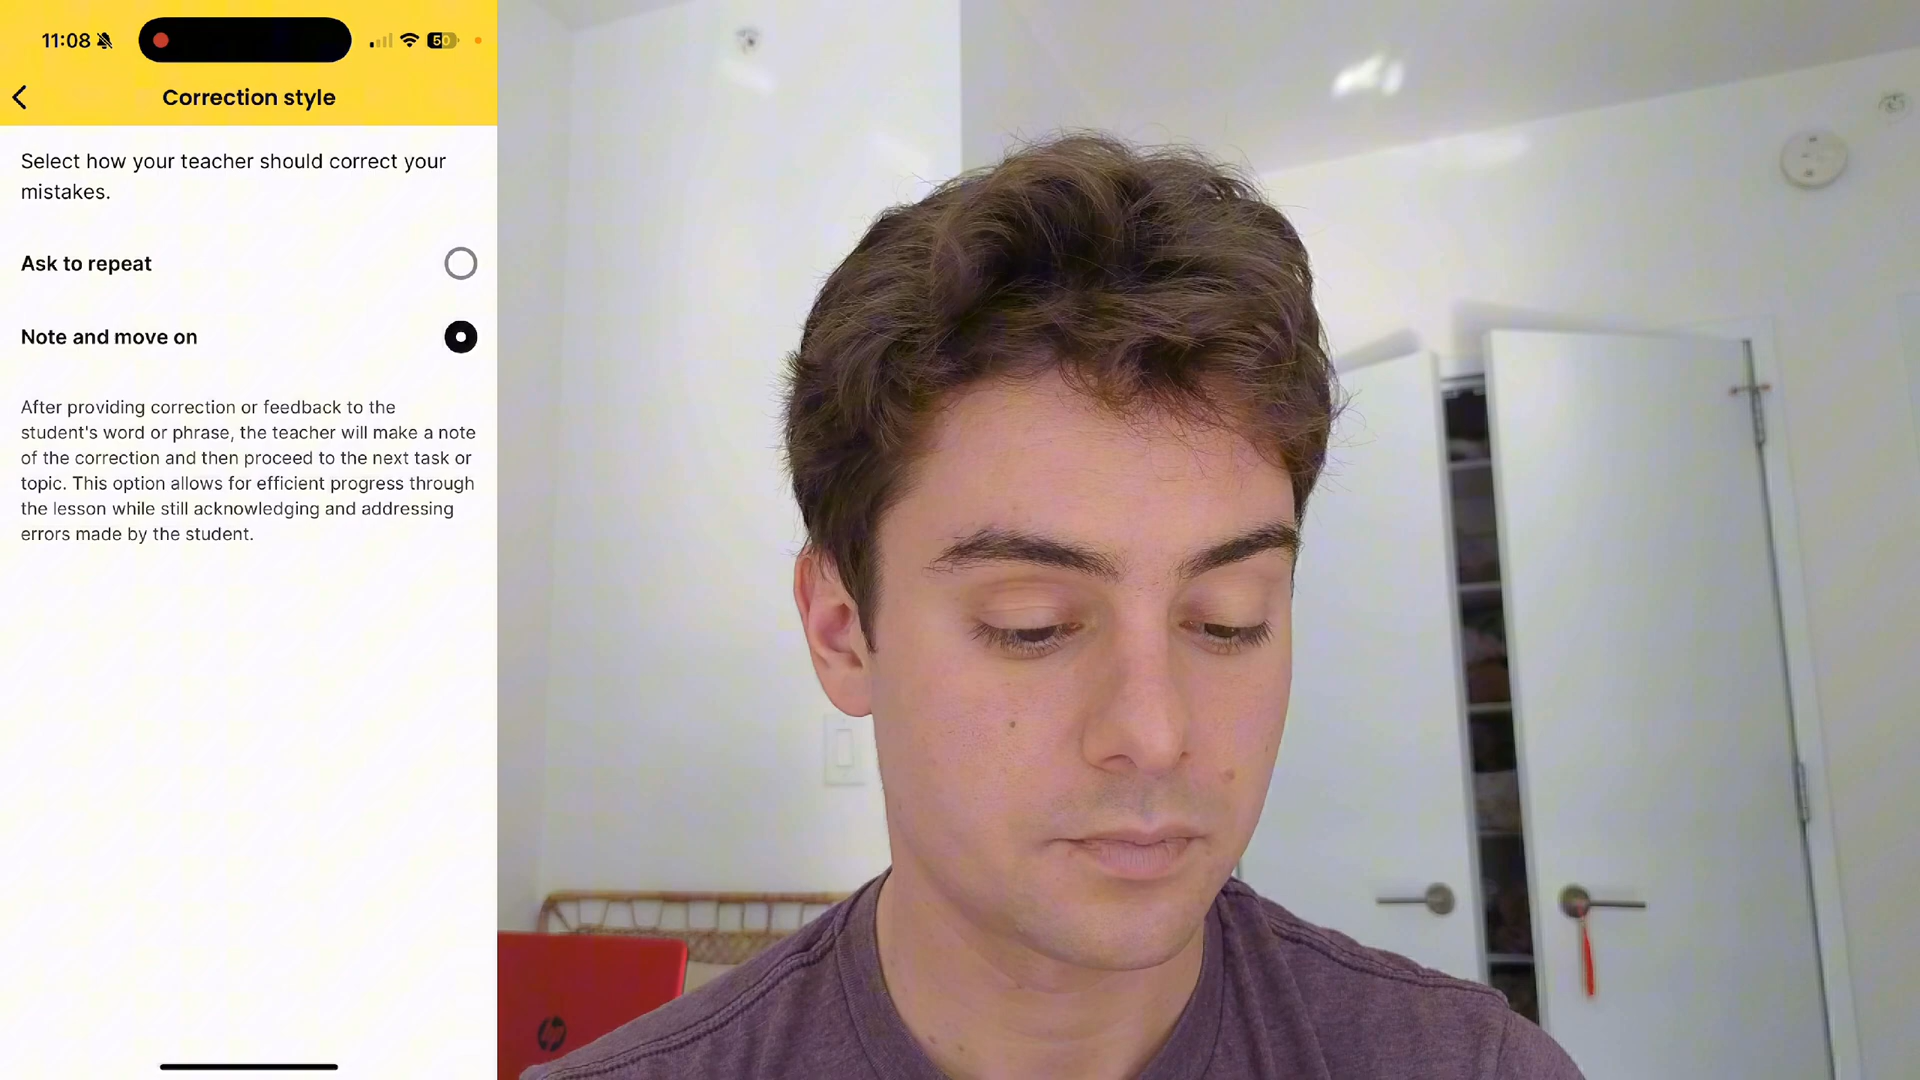 11:08
50
Correction style
Select how your teacher should correct your
mistakes.
Ask to repeat
Note and move on
After providing correction or feedback to the
student's word or phrase, the teacher will make a note
of the correction and then proceed to the next task or
topic. This option allows for efficient progress through
the lesson while still acknowledging and addressing
errors made by the student.
hp